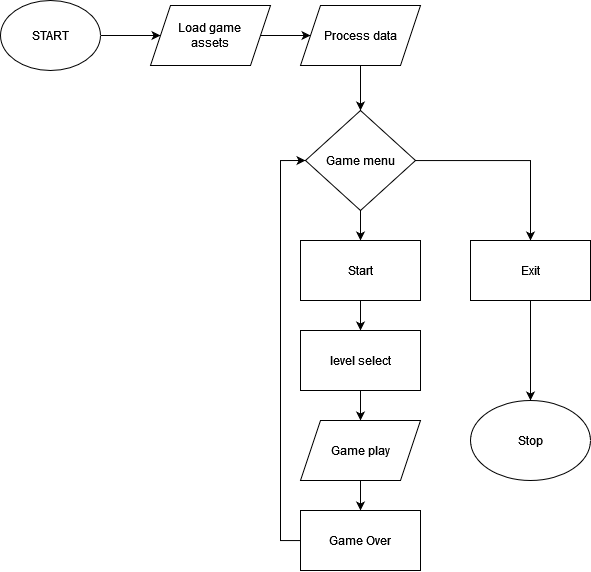 START
Load game
assets
Process data
Game menu
Start
Exit
level select
Game play
Stop
Game Over